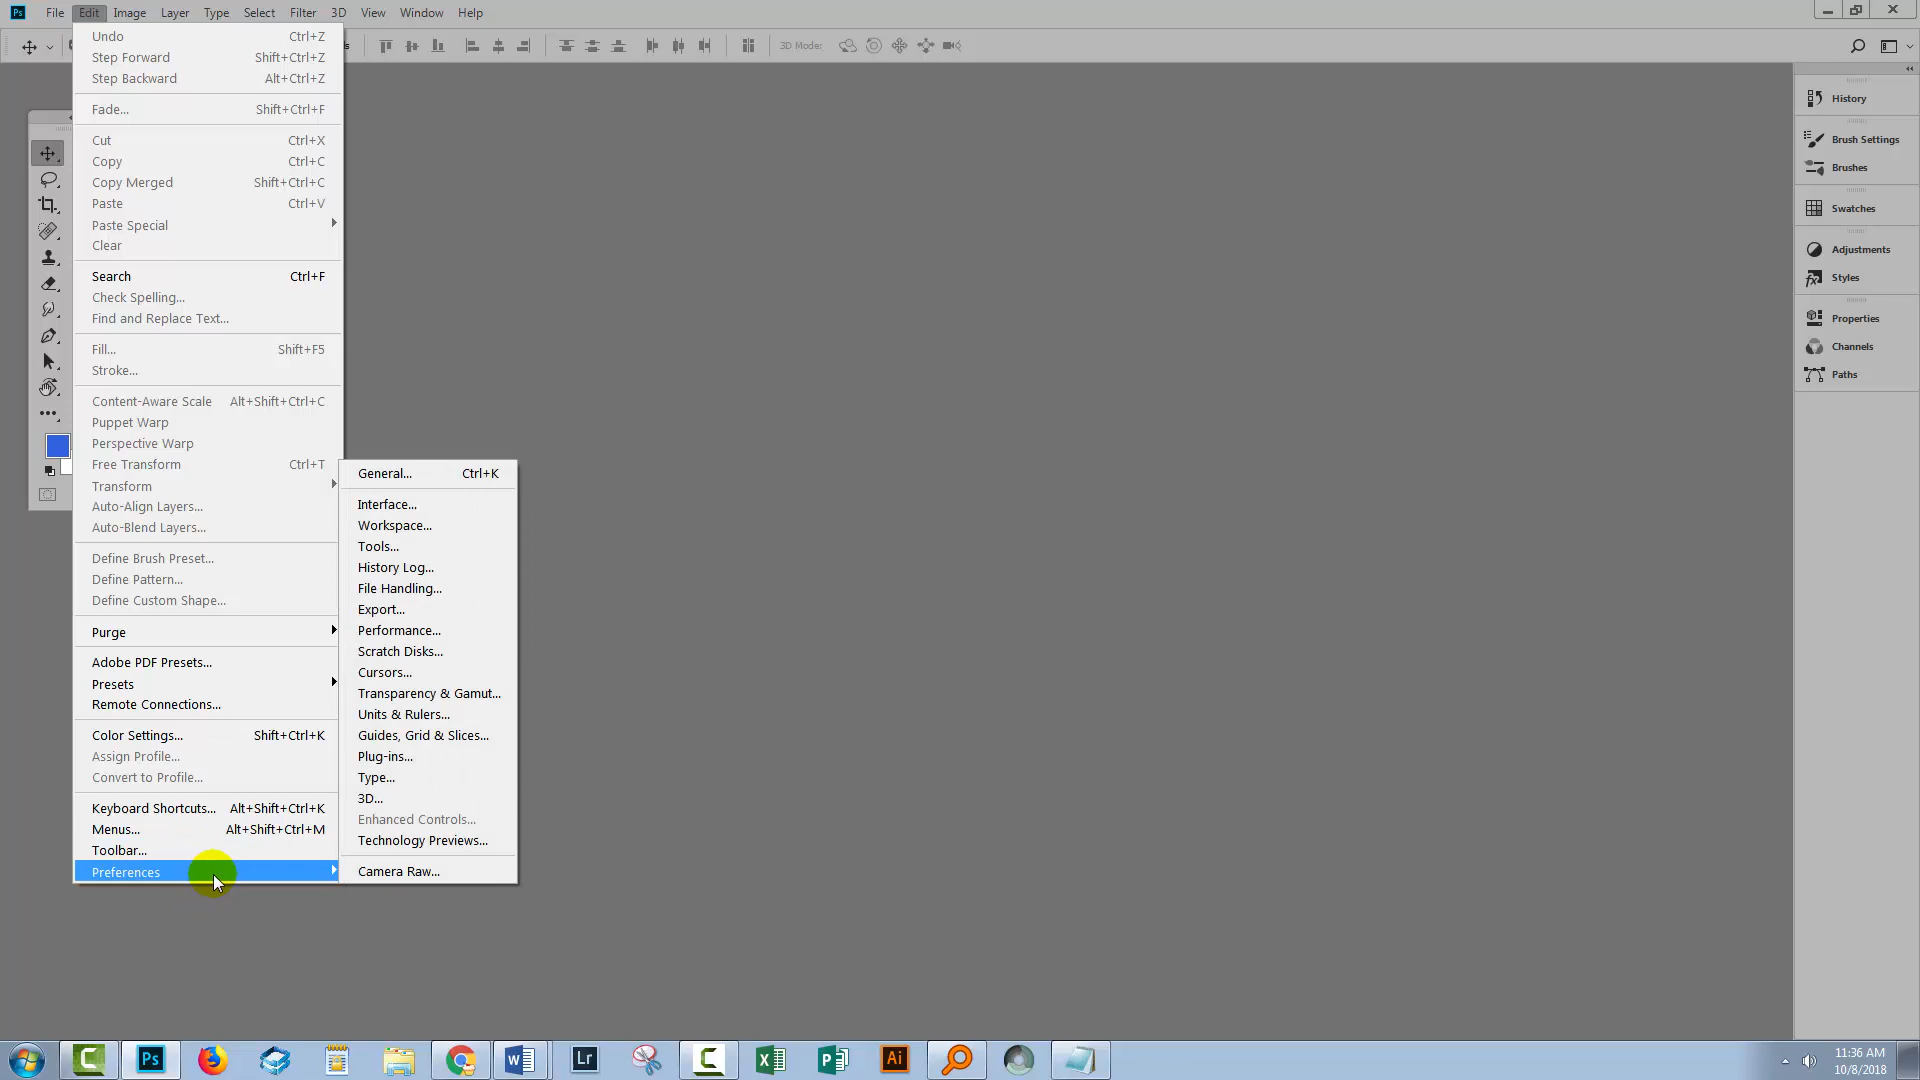 Ps File Edit Image Layer Type Select Filter 3D View Window Help
3D Mode:
Undo Ctrl+Z
Step Forward Shift+Ctrl+Z
Step Backward Alt+Ctrl+Z
Fade... Shift+Ctrl+F
Cut Ctrl+X
Copy Ctrl+C
Copy Merged Shift+Ctrl+C
Paste Ctrl+V
Paste Special
Clear
Search Ctrl+F
Check Spelling...
Find and Replace Text...
Fill... Shift+F5
Stroke...
Content-Aware Scale Alt+Shift+Ctrl+C
Puppet Warp
Perspective Warp
Free Transform Ctrl+T
Transform
Auto-Align Layers...
Auto-Blend Layers...
Define Brush Preset...
Define Pattern...
Define Custom Shape...
Purge
Adobe PDF Presets...
Presets
Remote Connections...
Color Settings... Shift+Ctrl+K
Assign Profile...
Convert to Profile...
Keyboard Shortcuts... Alt+Shift+Ctrl+K
Menus... Alt+Shift+Ctrl+M
Toolbar...
Preferences
General... Ctrl+K
Interface...
Workspace...
Tools...
History Log...
File Handling...
Export...
Performance...
Scratch Disks...
Cursors...
Transparency & Gamut...
Units & Rulers...
Guides, Grid & Slices...
Plug-ins...
Type...
3D...
Enhanced Controls...
Technology Previews...
Camera Raw...
History
Brush Settings
Brushes
Swatches
Adjustments
Styles
Properties
Channels
Paths
Ps
Lr
Ai
11:36 AM
10/8/2018